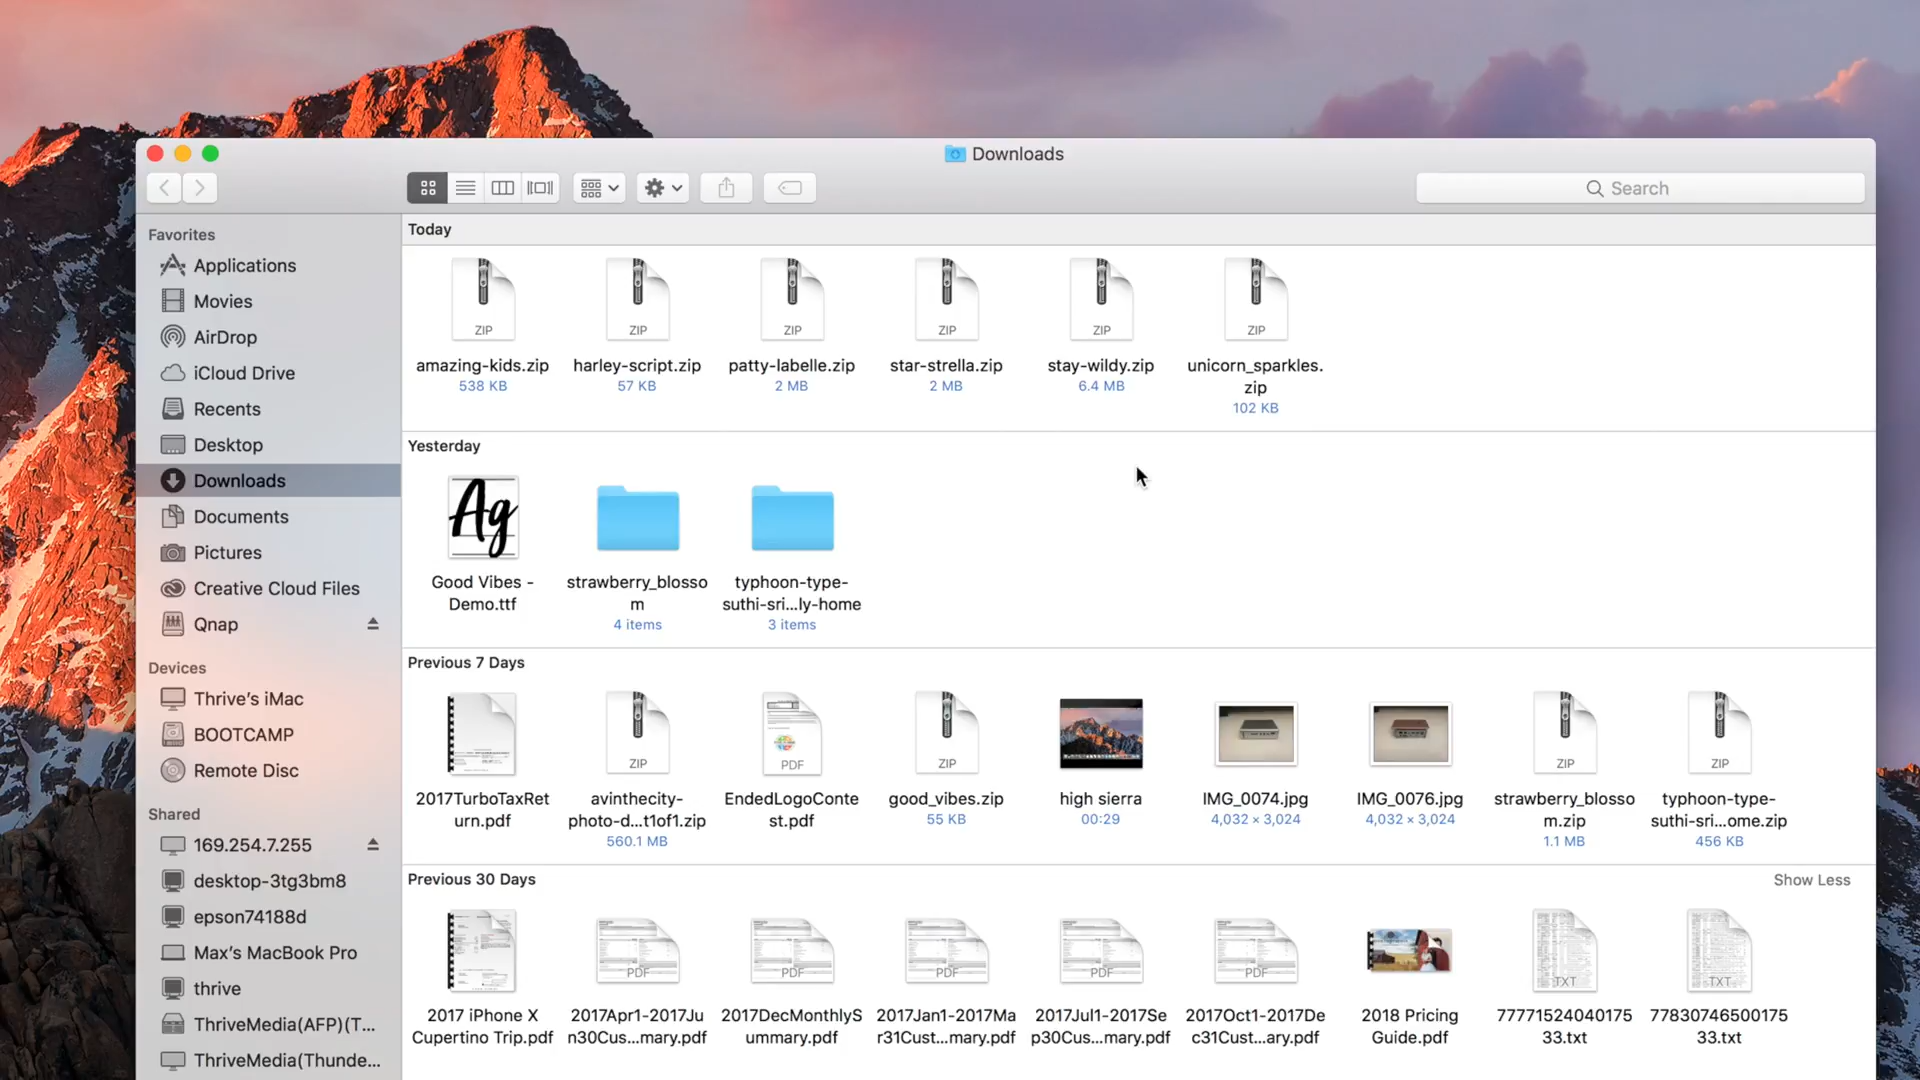 Downloads
Search
Favorites
Applications
Movies
AirDrop
iCloud Drive
Recents
Desktop
Downloads
Documents
Pictures
Creative Cloud Files
Qnap
Devices
Thrive's iMac
BOOTCAMP
Remote Disc
Shared
169.254.7.255
desktop-3tg3bm8
epson74188d
Max's MacBook Pro
thrive
ThriveMedia(AFP)(T...
ThriveMedia(Thunde...
Today
ZIP ZIP ZIP ZIP ZIP ZIP
amazing-kids.zip harley-script.zip patty-labelle.zip star-strella.zip stay-wildy.zip unicorn_sparkles.
zip
538 KB 57 KB 2 MB 2 MB 6.4 MB
102 KB
Yesterday
Ag
Good Vibes - strawberry_blosso typhoon-type-
Demo.ttf m suthi-sri...ly-home
4 items 3 items
Previous 7 Days
ZIP PDF ZIP ZIP ZIP
2017TurboTaxRet avinthecity- EndedLogoConte good_vibes.zip high sierra IMG_0074.jpg IMG_0076.jpg strawberry_blosso typhoon-type-
urn.pdf photo-d...t1of1.zip st.pdf 55 KB 00:29 4,032 × 3,024 4,032 × 3,024 m.zip suthi-sri...ome.zip
560.1 MB 1.1 MB 456 KB
Previous 30 Days Show Less
PDF PDF PDF PDF PDF TXT TXT
2017 iPhone X 2017Apr1-2017Ju 2017DecMonthlyS 2017Jan1-2017Ma 2017Jul1-2017Se 2017Oct1-2017De 2018 Pricing 77771524040175 77830746500175
Cupertino Trip.pdf n30Cus...mary.pdf ummary.pdf r31Cust...mary.pdf p30Cus...mary.pdf c31Cust...ary.pdf Guide.pdf 33.txt 33.txt